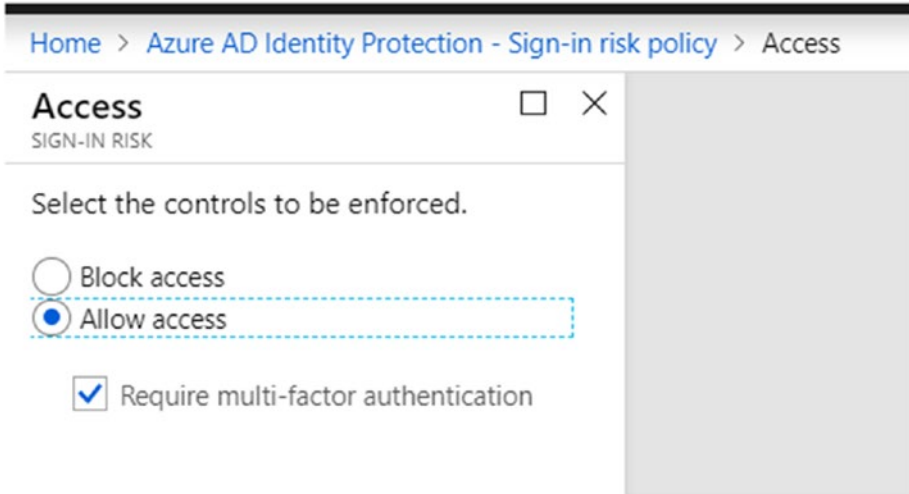 Home > Azure AD Identity Protection - Sign-in risk policy > Access
Access
SIGN-IN RISK
Select the controls to be enforced.
Block access
Allow access
Require multi-factor authentication